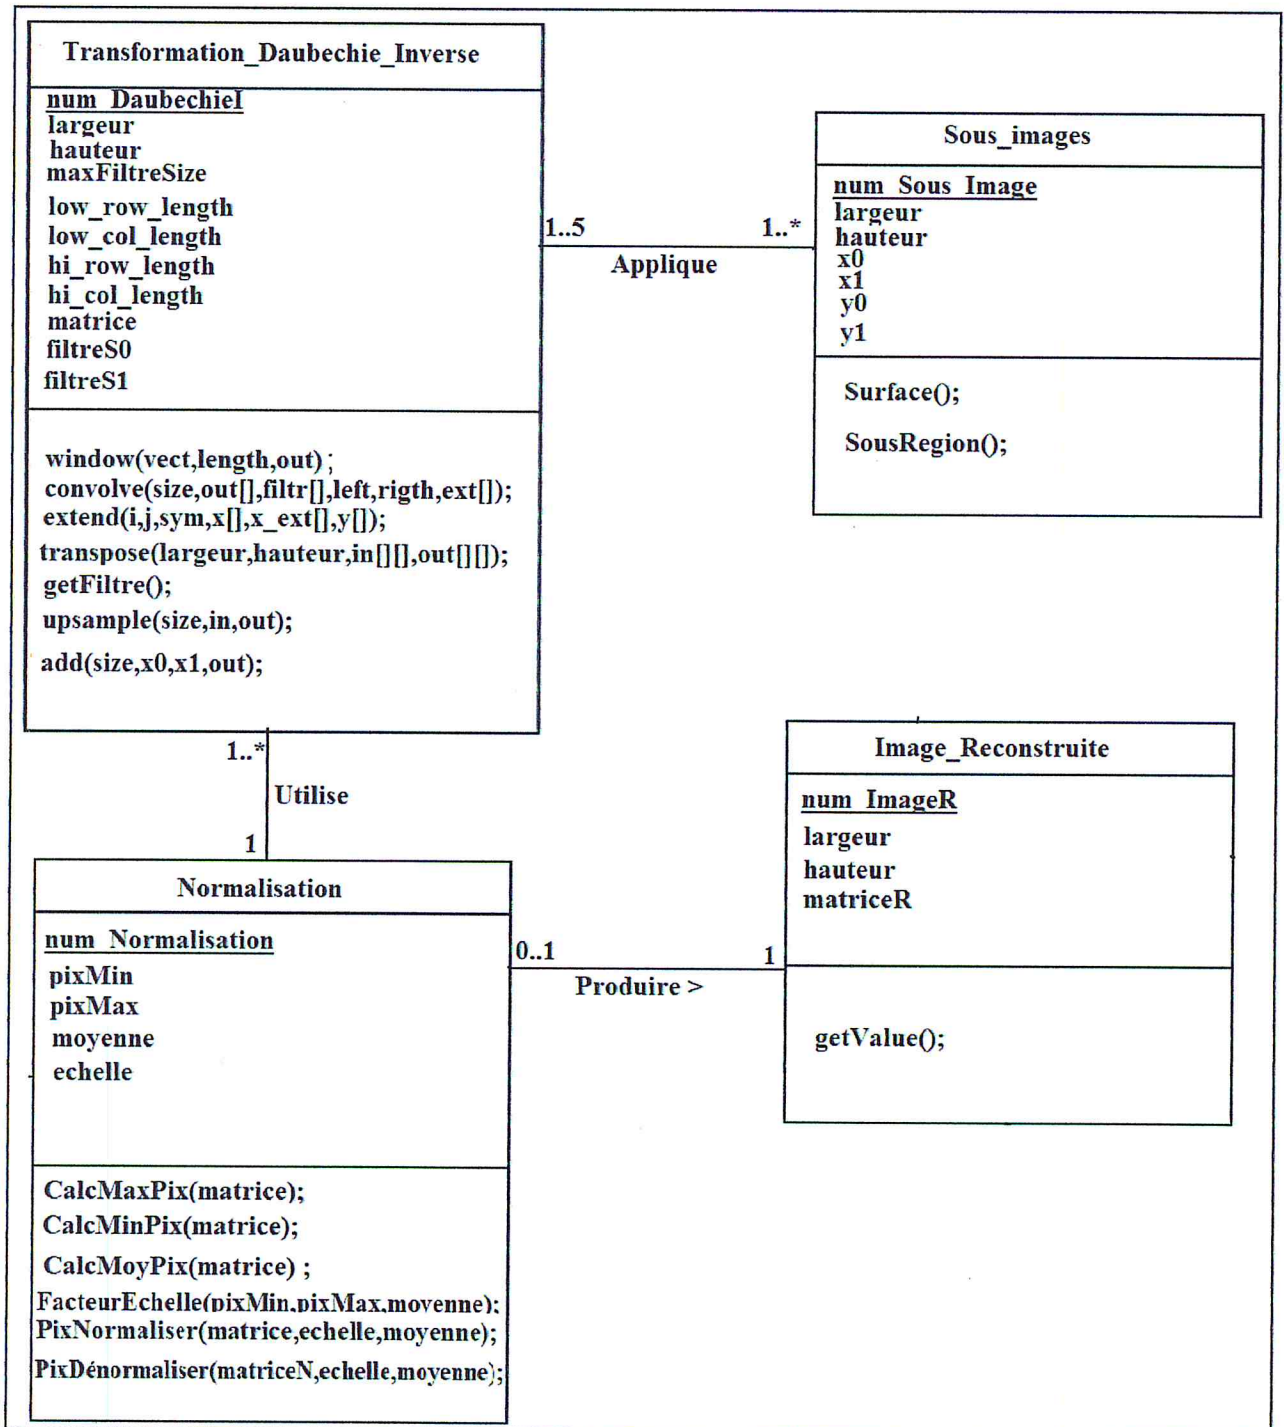 Transformation_Daubechie_Inverse
num_DaubechieI
largeur
hauteur
maxFiltreSize
low_row_length
low_col_length
hi_row_length
hi_col_length
matrice
filtreS0
filtreS1
window(vect,length,out) ;
convolve(size,out[],filtr[],left,rigth,ext[]);
extend(i,j,sym,x[],x_ext[],y[]);
transpose(largeur,hauteur,in[][],out[][]);
getFiltre();
upsample(size,in,out);
add(size,x0,x1,out);
1..5
1..*
Applique
Sous_images
num_Sous_Image
largeur
hauteur
x0
x1
y0
y1
Surface();
SousRegion();
1..*
Utilise
1
Normalisation
num_Normalisation
pixMin
pixMax
moyenne
echelle
CalcMaxPix(matrice);
CalcMinPix(matrice);
CalcMoyPix(matrice) ;
FacteurEchelle(pixMin,pixMax,moyenne);
PixNormaliser(matrice,echelle,moyenne);
PixDénormaliser(matriceN,echelle,moyenne);
0..1
1
Produire >
Image_Reconstruite
num_ImageR
largeur
hauteur
matriceR
getValue();